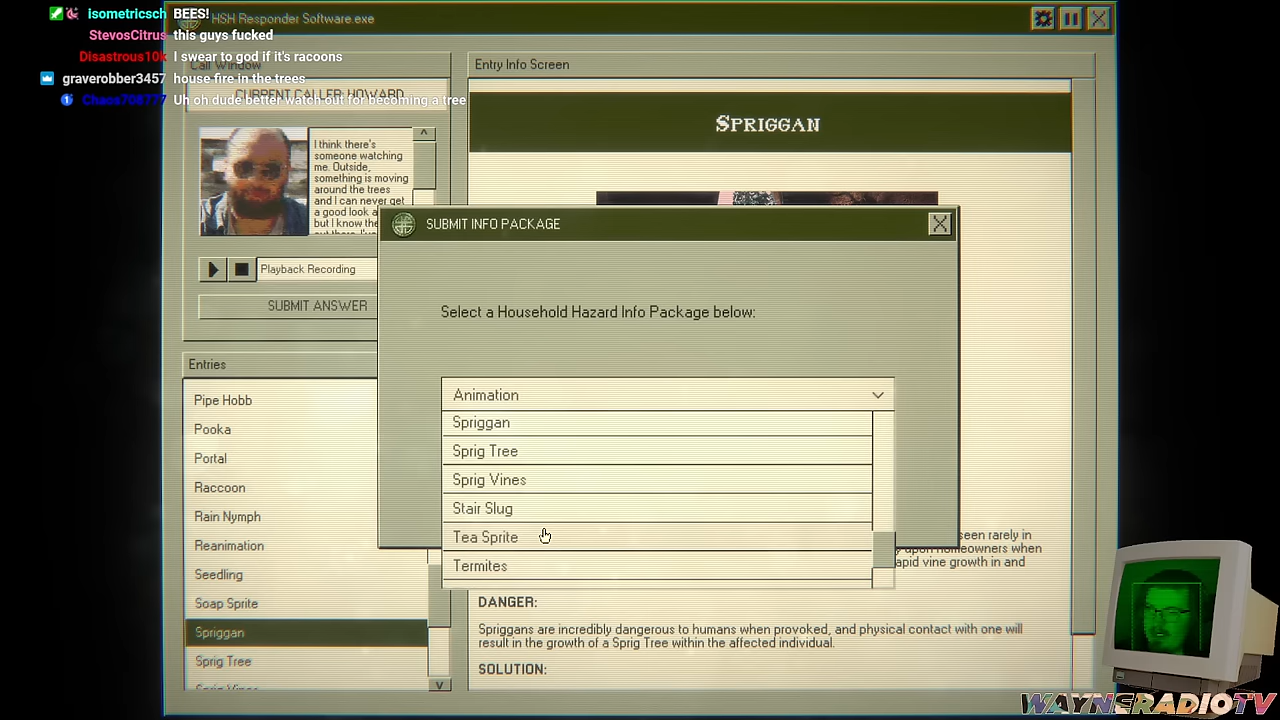 isometricsch BEES!
StevosCitrus this guys fucked
Disastrous10k I swear to god if it's racoons
graverobber3457 house fire in the trees
Chaos708777 Uh oh dude better watch out for becoming a tree
HSH Responder Software.exe
Call Window
CURRENT CALLER: HOWARD
I think there's
someone watching
me. Outside,
something is moving
around the trees
and I can never get
a good look a
but I know the
Playback Recording
SUBMIT ANSWER
Entries
Pipe Hobb
Pooka
Portal
Raccoon
Rain Nymph
Reanimation
Seedling
Soap Sprite
Spriggan
Sprig Tree
Sprig Vines
Entry Info Screen
SPRIGGAN
SUBMIT INFO PACKAGE
Select a Household Hazard Info Package below:
Animation
Spriggan
Sprig Tree
Sprig Vines
Stair Slug
Tea Sprite
Termites
seen rarely in
upon homeowners when
apid vine growth in and
DANGER:
Spriggans are incredibly dangerous to humans when provoked, and physical contact with one will
result in the growth of a Sprig Tree within the affected individual.
SOLUTION:
WAYNERADIOTV